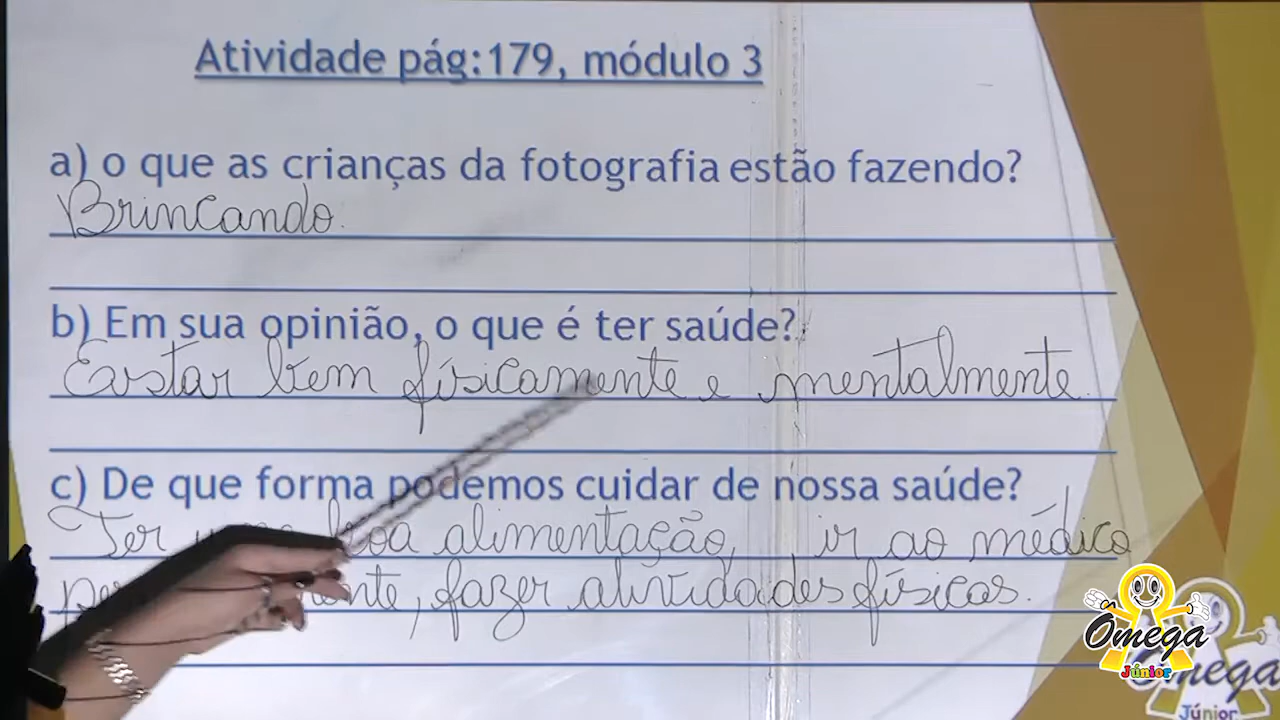 Atividade pág:179, módulo 3
a) o que as crianças da fotografia estão fazendo?
Brincando.
b) Em sua opinião, o que é ter saúde?
Estar bem fisicamente e mentalmente.
c) De que forma podemos cuidar de nossa saúde?
Ter boa alimentação, ir ao médico
, fazer atividades físicas.
Ômega
Júnior
Ômega
Júnior